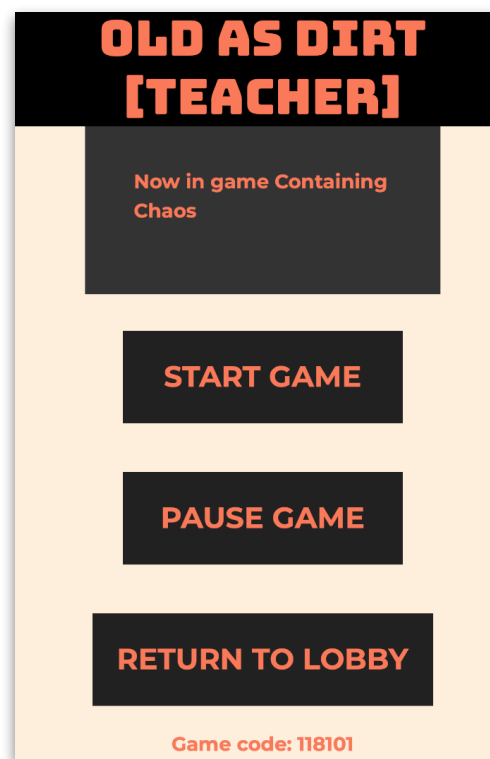 OLD AS DIRT
[TEACHER]
Now in game Containing
Chaos
START GAME
PAUSE GAME
RETURN TO LOBBY
Game code: 118101